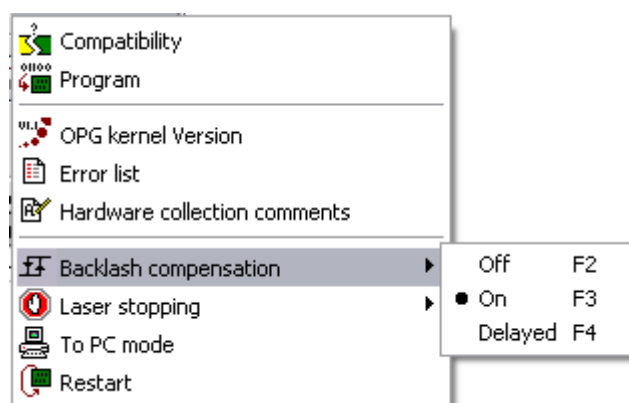 Compatibility
Program
OPG kernel Version
Error list
Hardware collection comments
Backlash compensation
Off F2
On F3
Delayed F4
Laser stopping
To PC mode
Restart